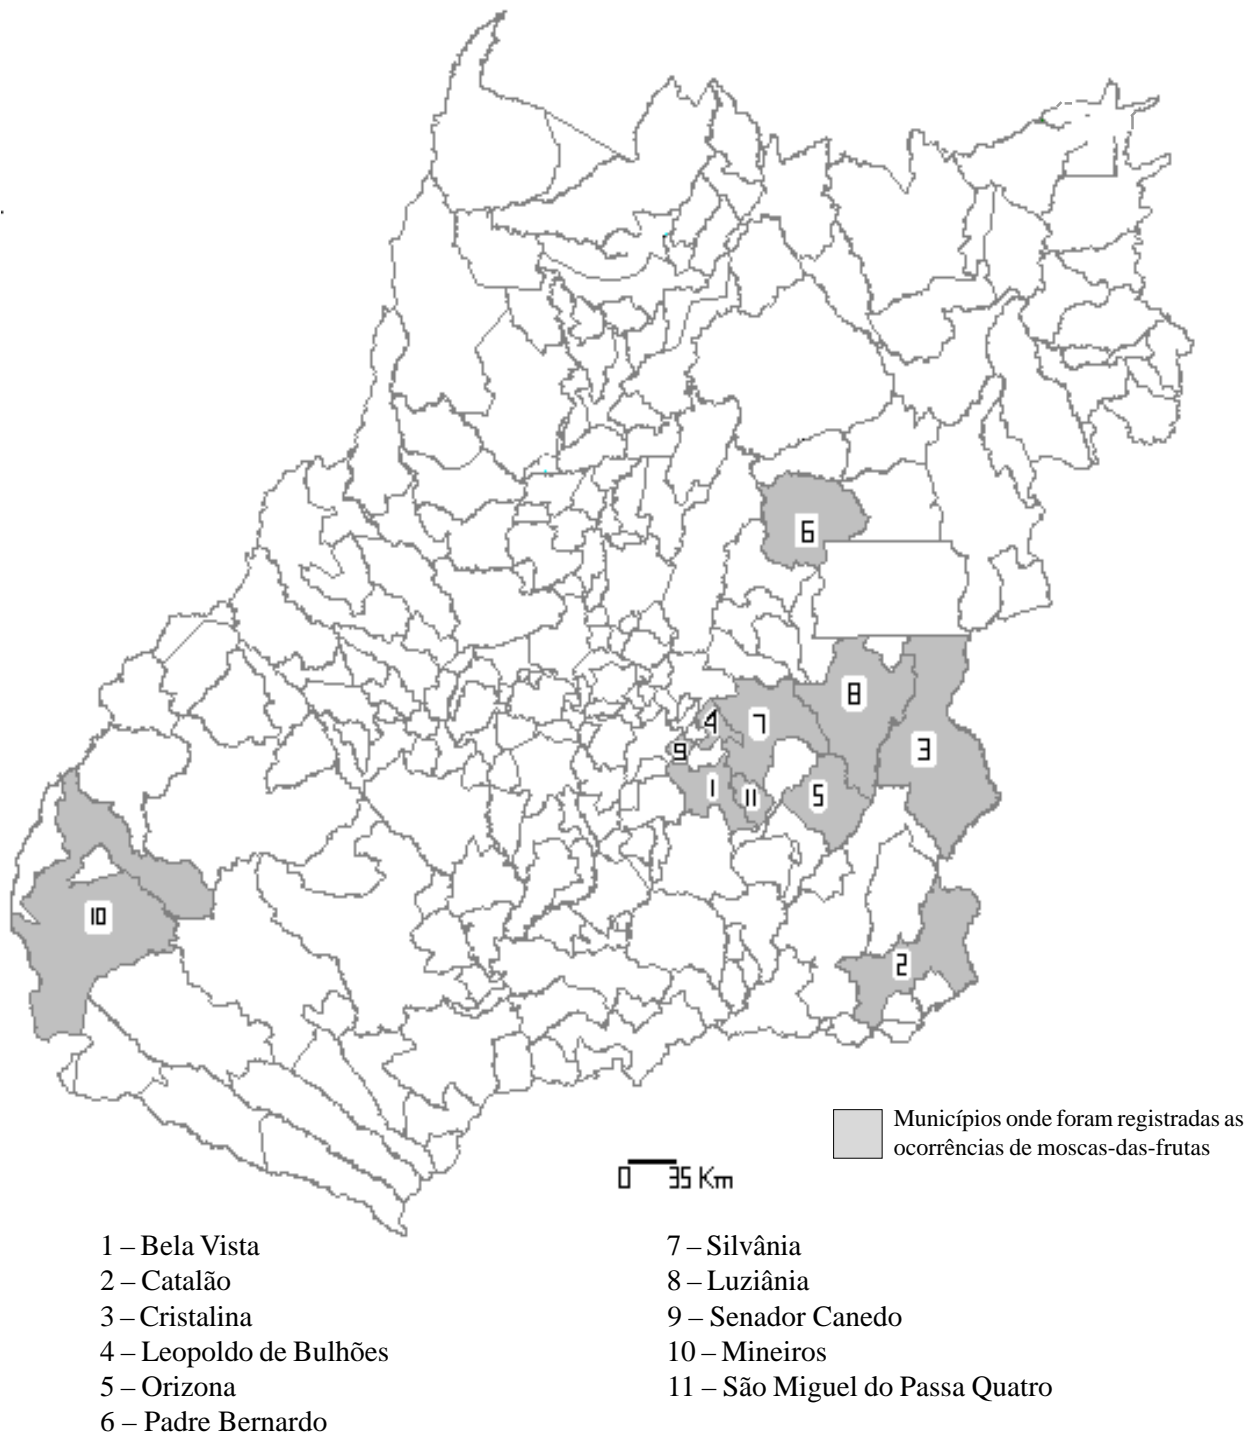 6
8
4
7
9
3
1
11
5
10
2
Municípios onde foram registradas as
ocorrências de moscas-das-frutas
0 35 Km
1 – Bela Vista
2 – Catalão
3 – Cristalina
4 – Leopoldo de Bulhões
5 – Orizona
6 – Padre Bernardo
7 – Silvânia
8 – Luziânia
9 – Senador Canedo
10 – Mineiros
11 – São Miguel do Passa Quatro